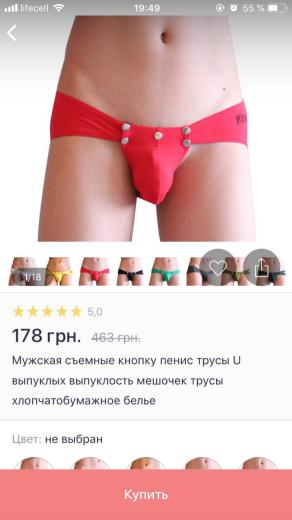 lifecell
19:49
55 %
1/18
5,0
178 грн. 463 грн.
Мужская съемные кнопку пенис трусы U
выпуклых выпуклость мешочек трусы
хлопчатобумажное белье
Цвет: не выбран
Купить